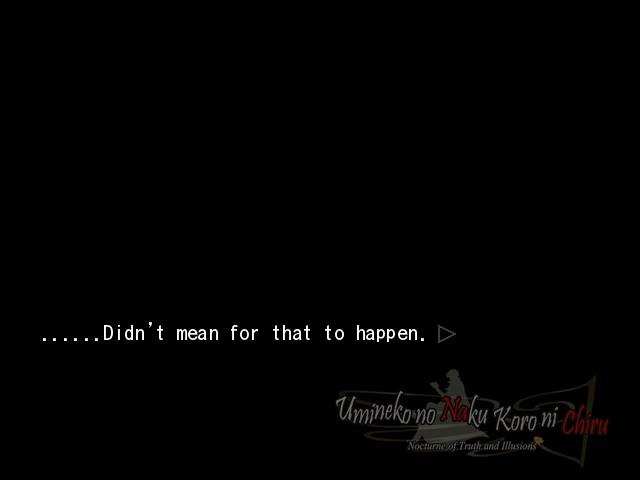 ......Didn't mean for that to happen. ▷
Umineko no Naku Koro ni Chiru
Nocturne of Truth and Illusions